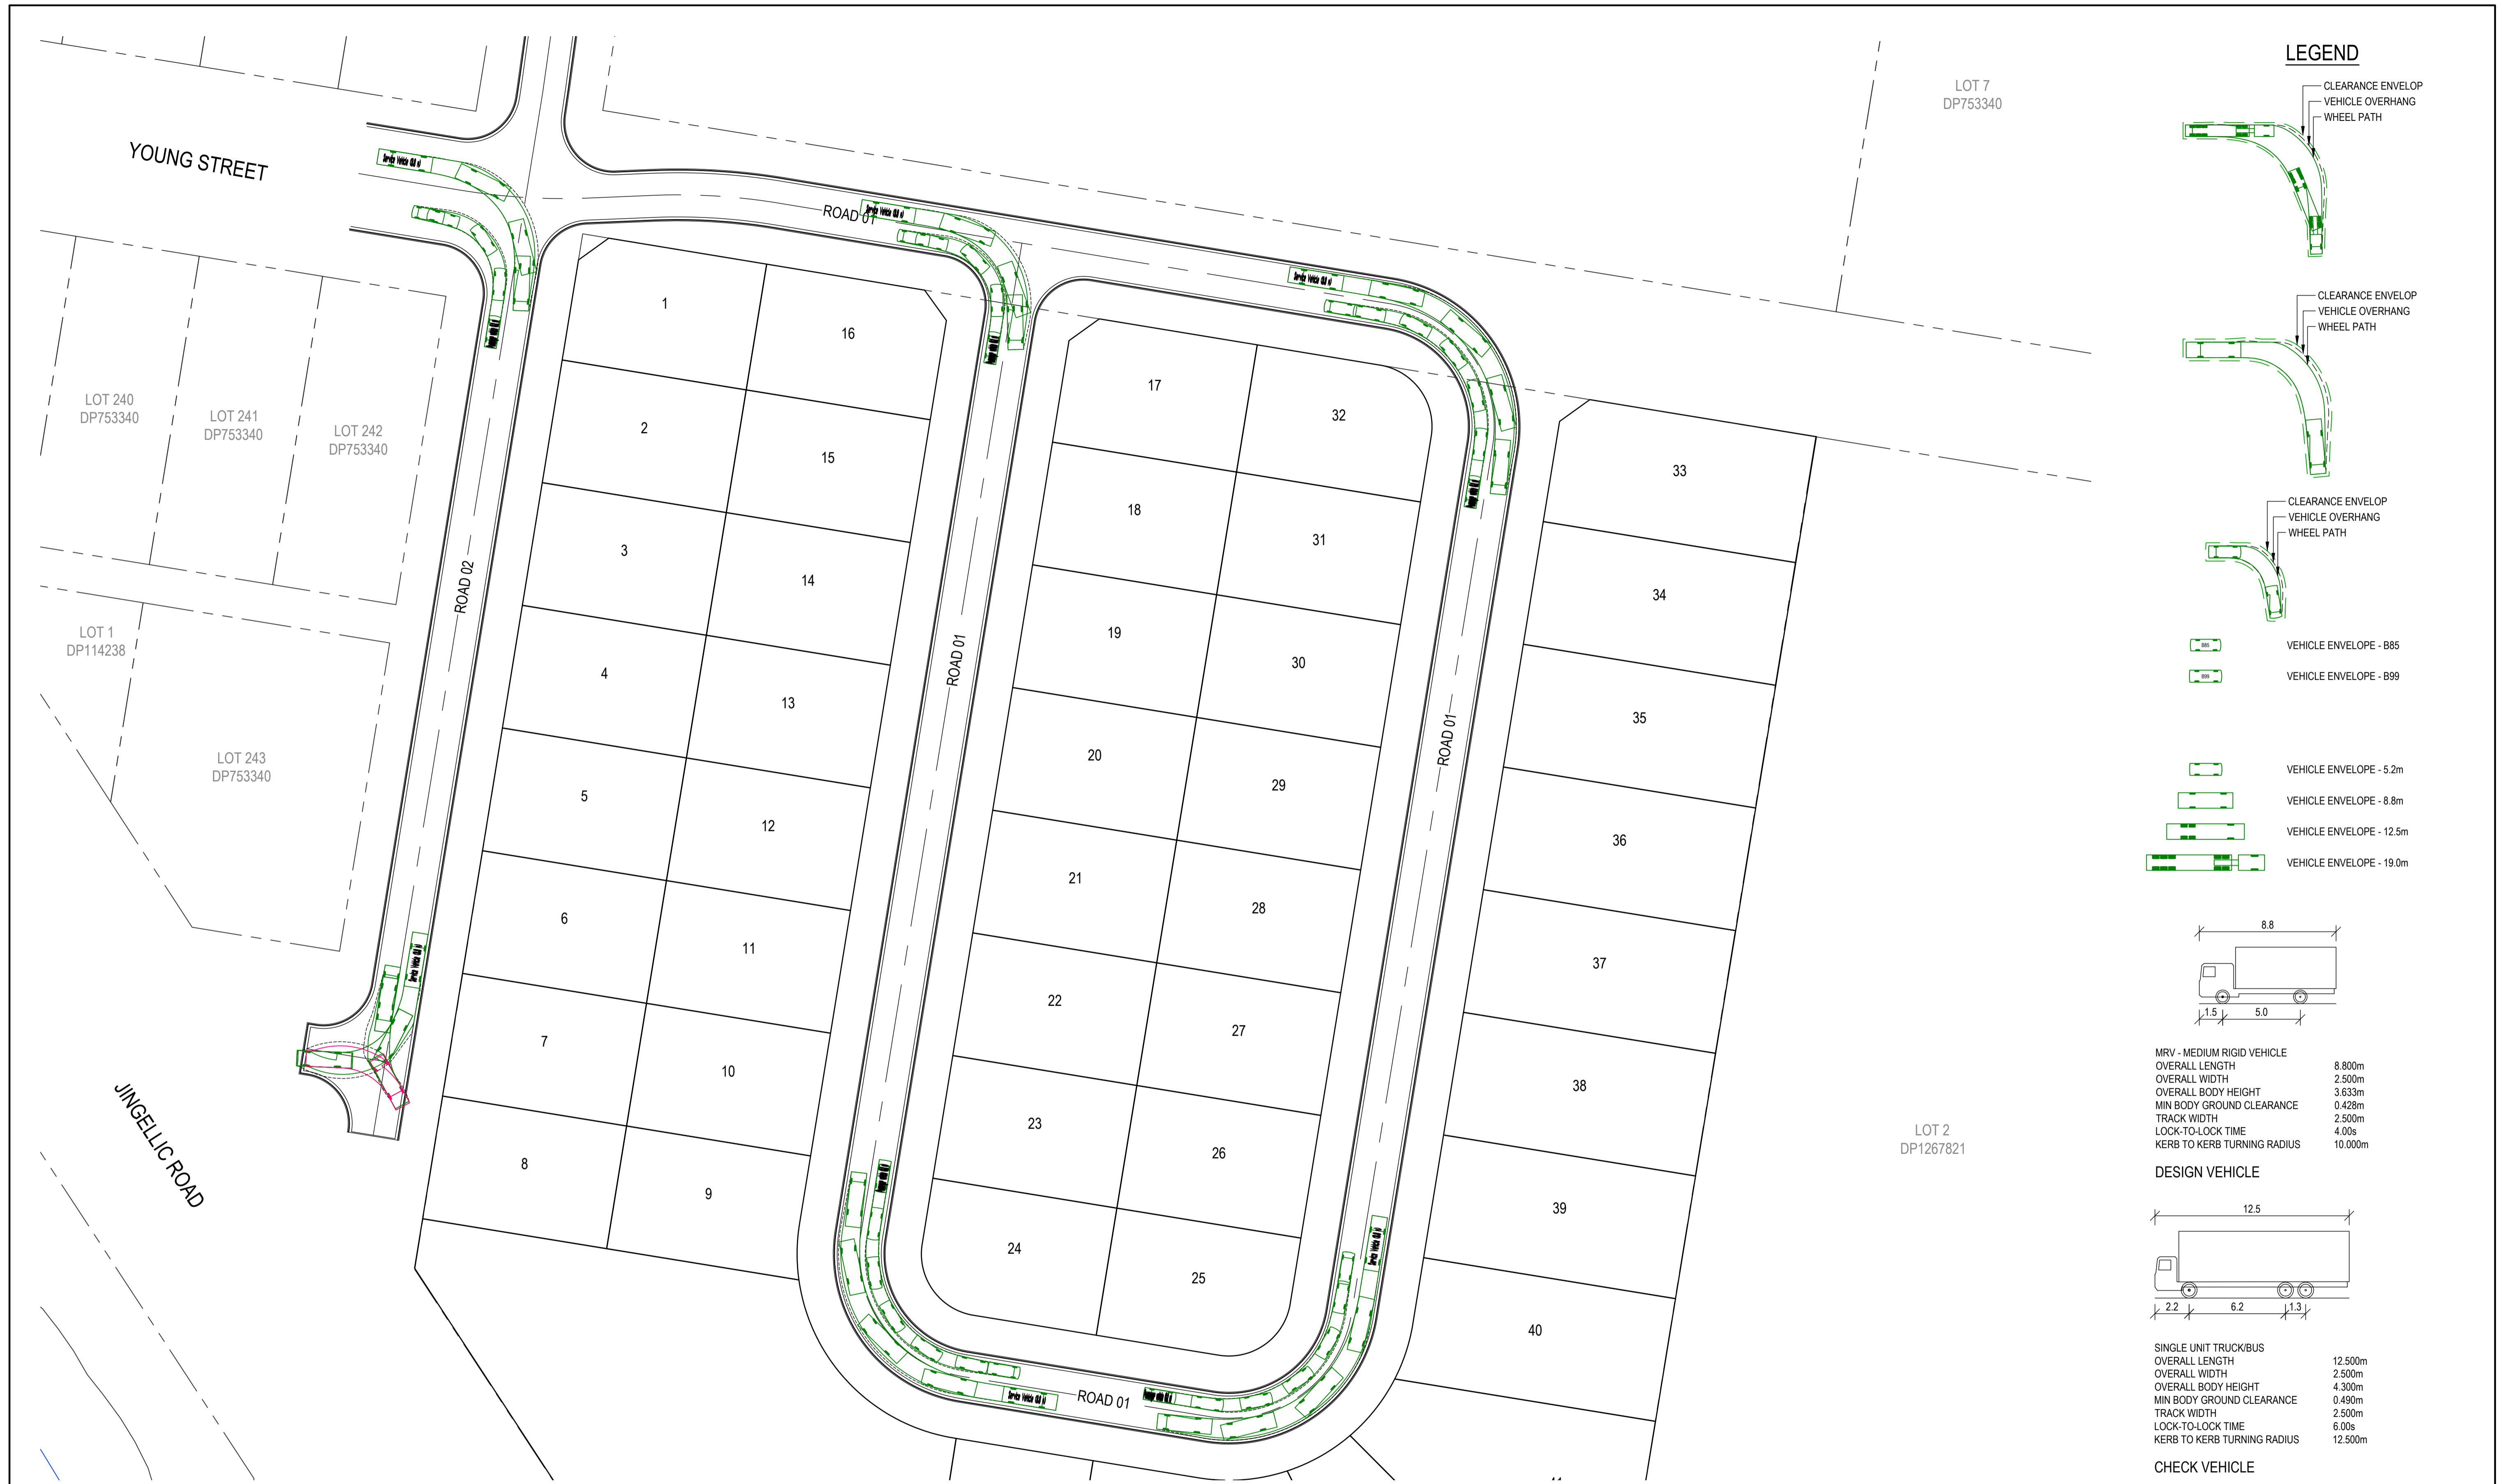 LEGEND
CLEARANCE ENVELOP
VEHICLE OVERHANG
WHEEL PATH
CLEARANCE ENVELOP
VEHICLE OVERHANG
WHEEL PATH
CLEARANCE ENVELOP
VEHICLE OVERHANG
WHEEL PATH
B85
VEHICLE ENVELOPE - B85
B99
VEHICLE ENVELOPE - B99
VEHICLE ENVELOPE - 5.2m
VEHICLE ENVELOPE - 8.8m
VEHICLE ENVELOPE - 12.5m
VEHICLE ENVELOPE - 19.0m
8.8
1.5
5.0
MRV - MEDIUM RIGID VEHICLE
OVERALL LENGTH 8.800m
OVERALL WIDTH 2.500m
OVERALL BODY HEIGHT 3.633m
MIN BODY GROUND CLEARANCE 0.428m
TRACK WIDTH 2.500m
LOCK-TO-LOCK TIME 4.00s
KERB TO KERB TURNING RADIUS 10.000m
DESIGN VEHICLE
12.5
2.2
6.2
1.3
SINGLE UNIT TRUCK/BUS
OVERALL LENGTH 12.500m
OVERALL WIDTH 2.500m
OVERALL BODY HEIGHT 4.300m
MIN BODY GROUND CLEARANCE 0.490m
TRACK WIDTH 2.500m
LOCK-TO-LOCK TIME 6.00s
KERB TO KERB TURNING RADIUS 12.500m
CHECK VEHICLE
YOUNG STREET
JINGELLIC ROAD
ROAD 01
ROAD 02
ROAD 01
ROAD 01
ROAD 01
LOT 7
DP753340
LOT 240
DP753340
LOT 241
DP753340
LOT 242
DP753340
LOT 1
DP114238
LOT 243
DP753340
LOT 2
DP1267821
1
2
3
4
5
6
7
8
9
10
11
12
13
14
15
16
17
18
19
20
21
22
23
24
25
26
27
28
29
30
31
32
33
34
35
36
37
38
39
40